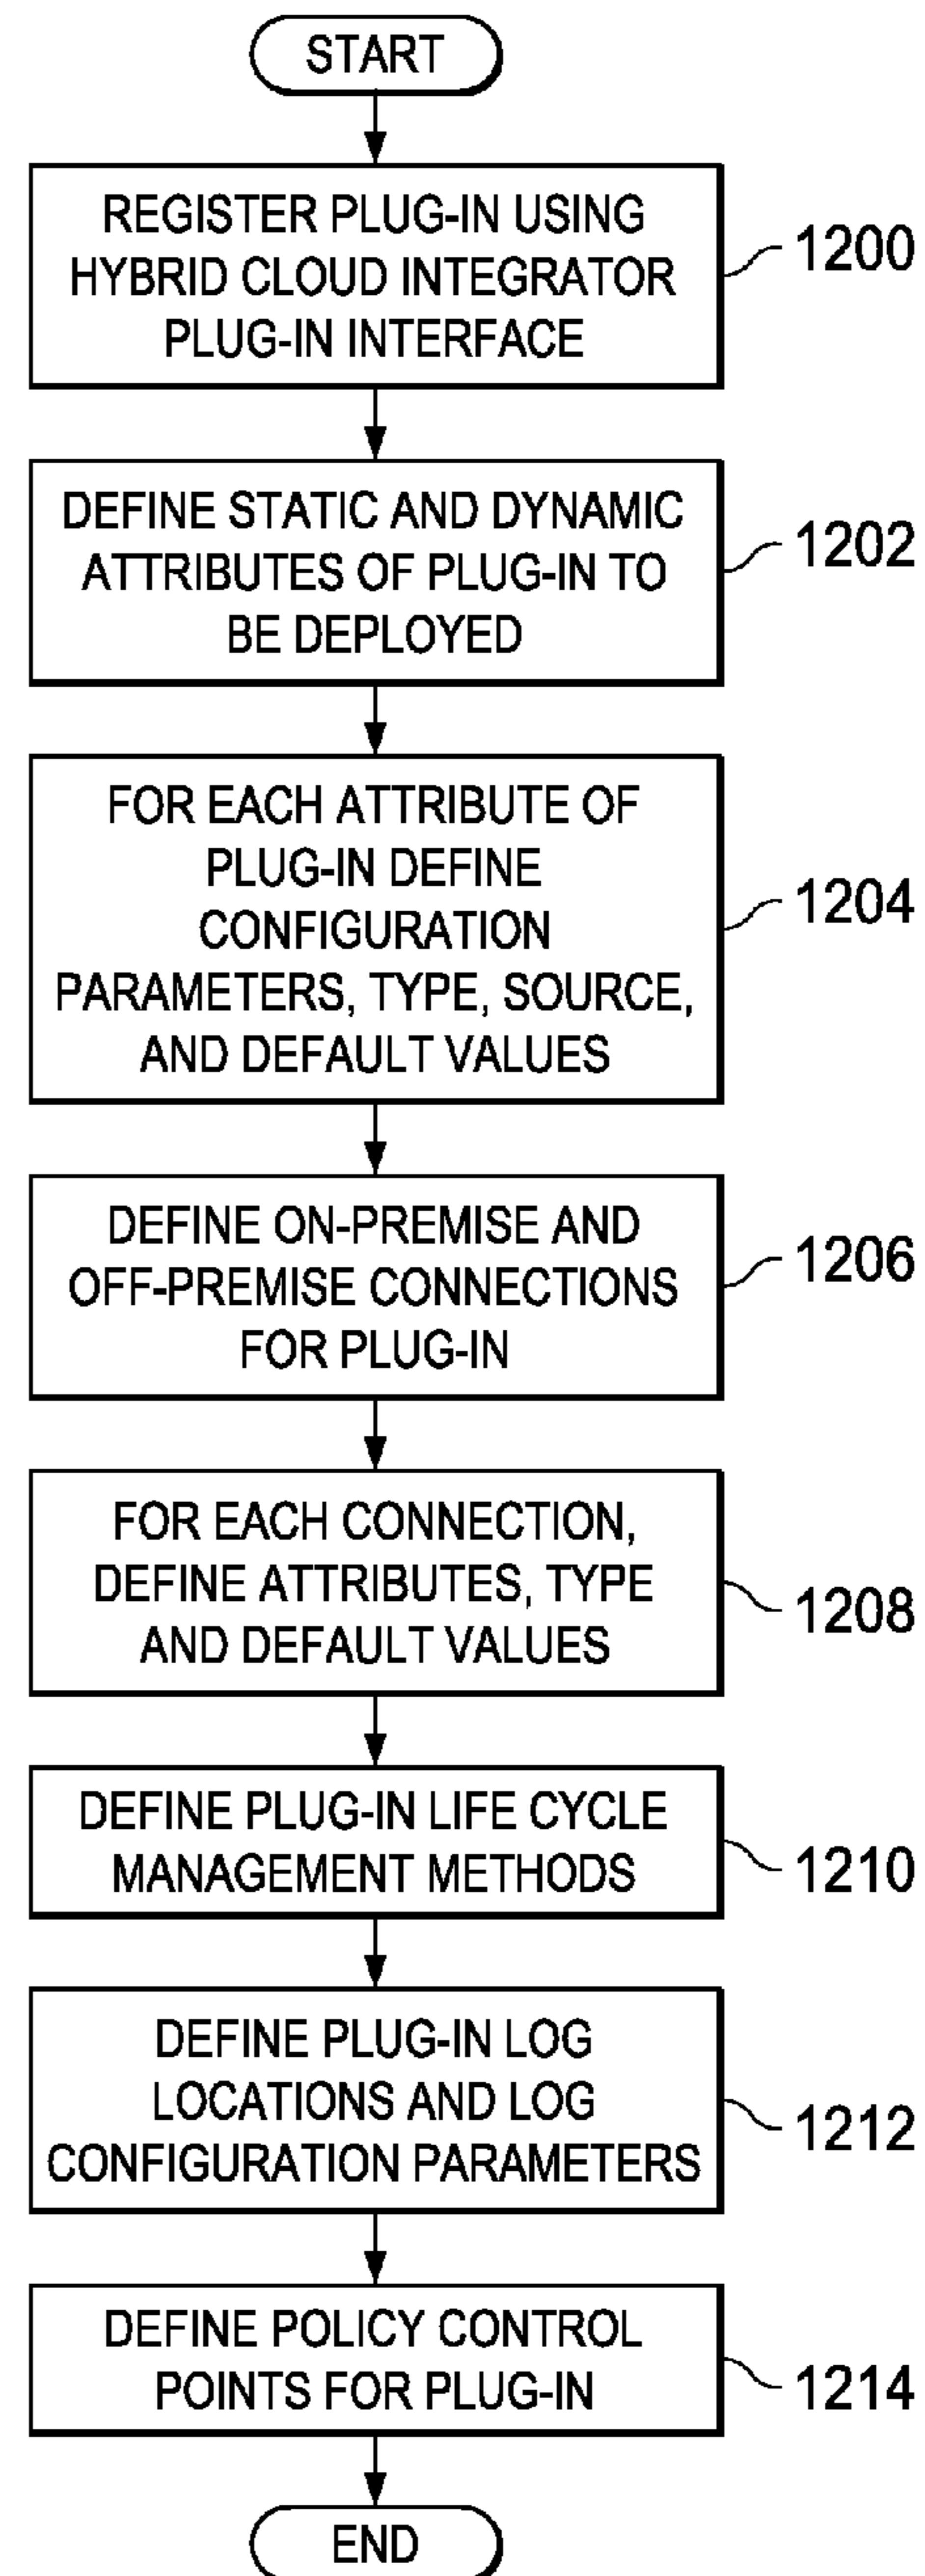 START
REGISTER PLUG-IN USING
HYBRID CLOUD INTEGRATOR
PLUG-IN INTERFACE
1200
DEFINE STATIC AND DYNAMIC
ATTRIBUTES OF PLUG-IN TO
BE DEPLOYED
1202
FOR EACH ATTRIBUTE OF
PLUG-IN DEFINE
CONFIGURATION
PARAMETERS, TYPE, SOURCE,
AND DEFAULT VALUES
1204
DEFINE ON-PREMISE AND
OFF-PREMISE CONNECTIONS
FOR PLUG-IN
1206
FOR EACH CONNECTION,
DEFINE ATTRIBUTES, TYPE
AND DEFAULT VALUES
1208
DEFINE PLUG-IN LIFE CYCLE
MANAGEMENT METHODS
1210
DEFINE PLUG-IN LOG
LOCATIONS AND LOG
CONFIGURATION PARAMETERS
1212
DEFINE POLICY CONTROL
POINTS FOR PLUG-IN
1214
END